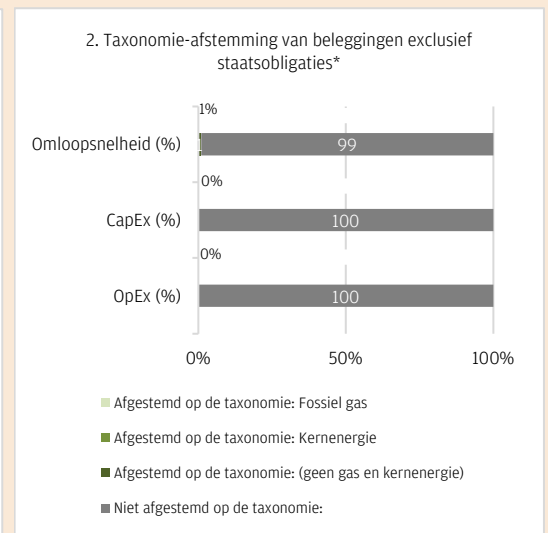 2. Taxonomie-afstemming van beleggingen exclusief
staatsobligaties*
1%
Omloopsnelheid (%) 1 99
0%
CapEx (%) 100
0%
OpEx (%) 100
0% 50% 100%
Afgestemd op de taxonomie: Fossiel gas
Afgestemd op de taxonomie: Kernenergie
Afgestemd op de taxonomie: (geen gas en kernenergie)
Niet afgestemd op de taxonomie: